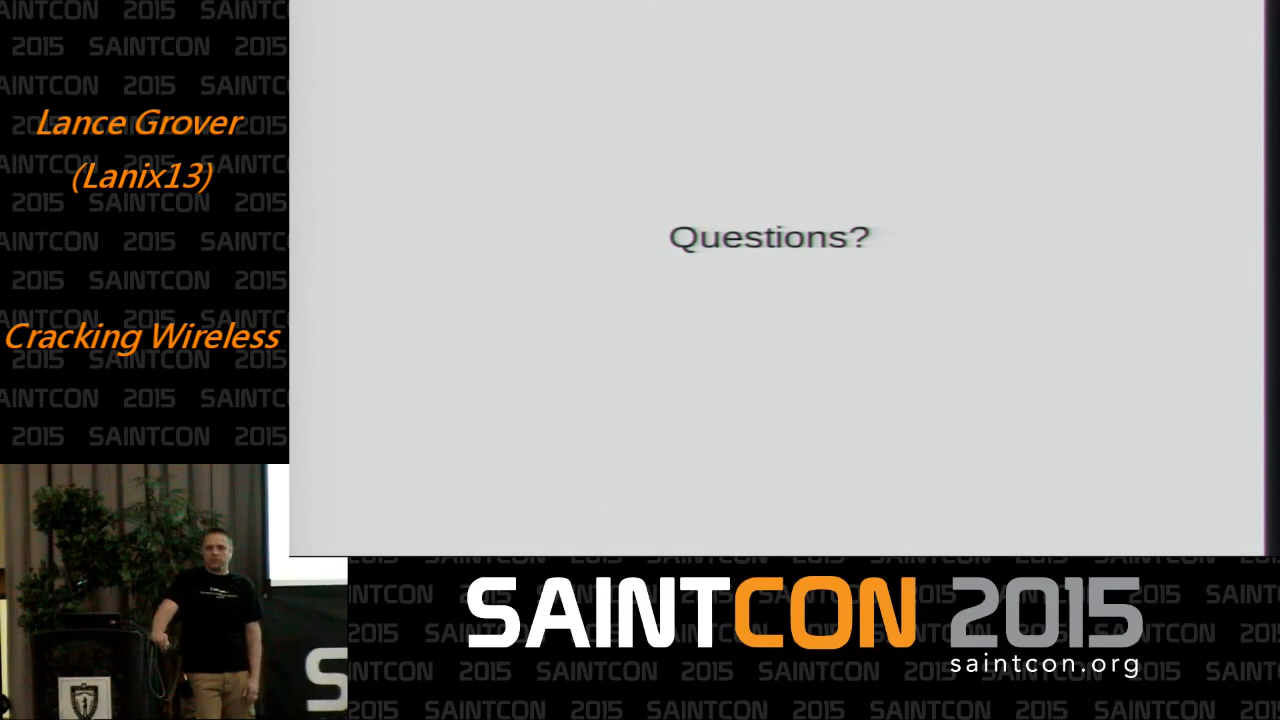 Lance Grover
(Lanix13)
Cracking Wireless
Questions?
SAINTCON 2015
saintcon.org